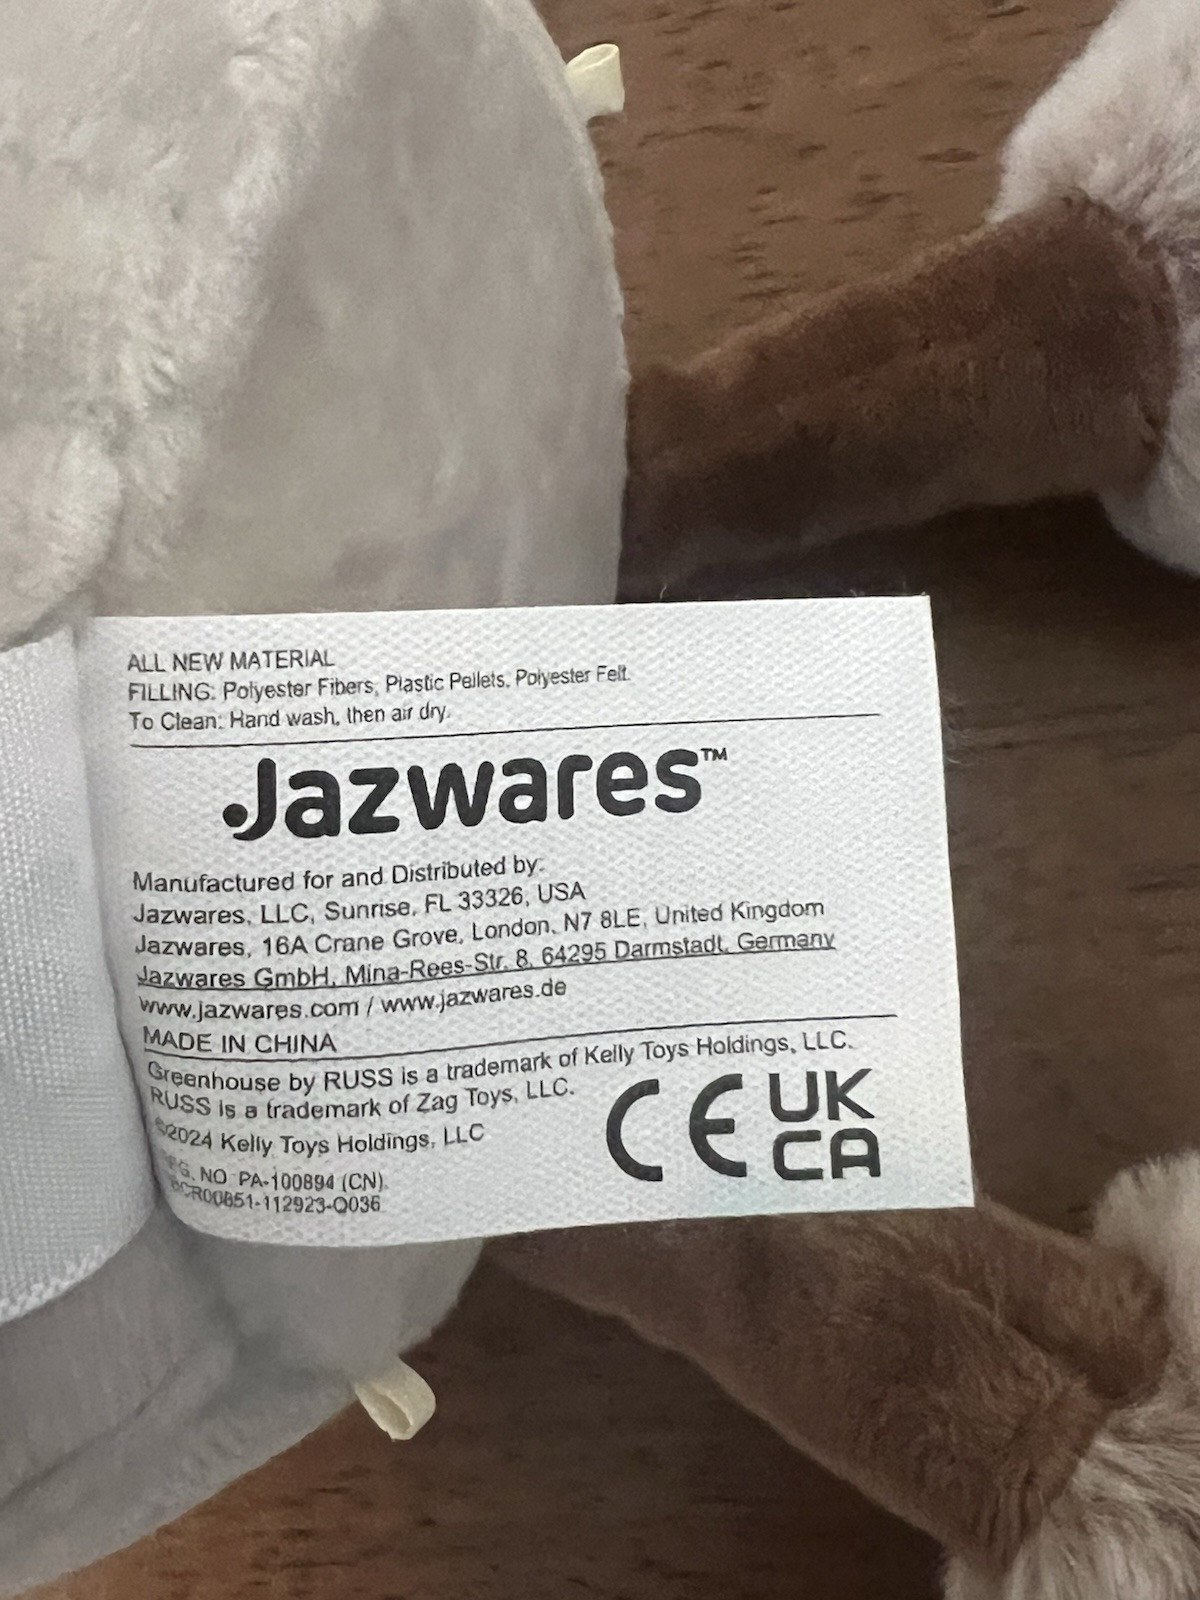 ALL NEW MATERIAL
FILLING: Polyester Fibers, Plastic Pellets. Polyester Felt.
To Clean: Hand wash, then air dry.
Jazwares™
Manufactured for and Distributed by:
Jazwares, LLC, Sunrise, FL 33326, USA
Jazwares, 16A Crane Grove, London, N7 8LE, United Kingdom
Jazwares GmbH, Mina-Rees-Str. 8, 64295 Darmstadt, Germany
www.jazwares.com / www.jazwares.de
MADE IN CHINA
Greenhouse by RUSS is a trademark of Kelly Toys Holdings, LLC.
RUSS is a trademark of Zag Toys, LLC.
©2024 Kelly Toys Holdings, LLC
CE UK
CA
NO PA-100894 (CN)